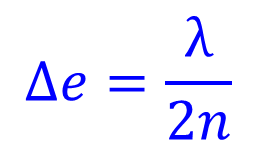 Δe = λ/2n